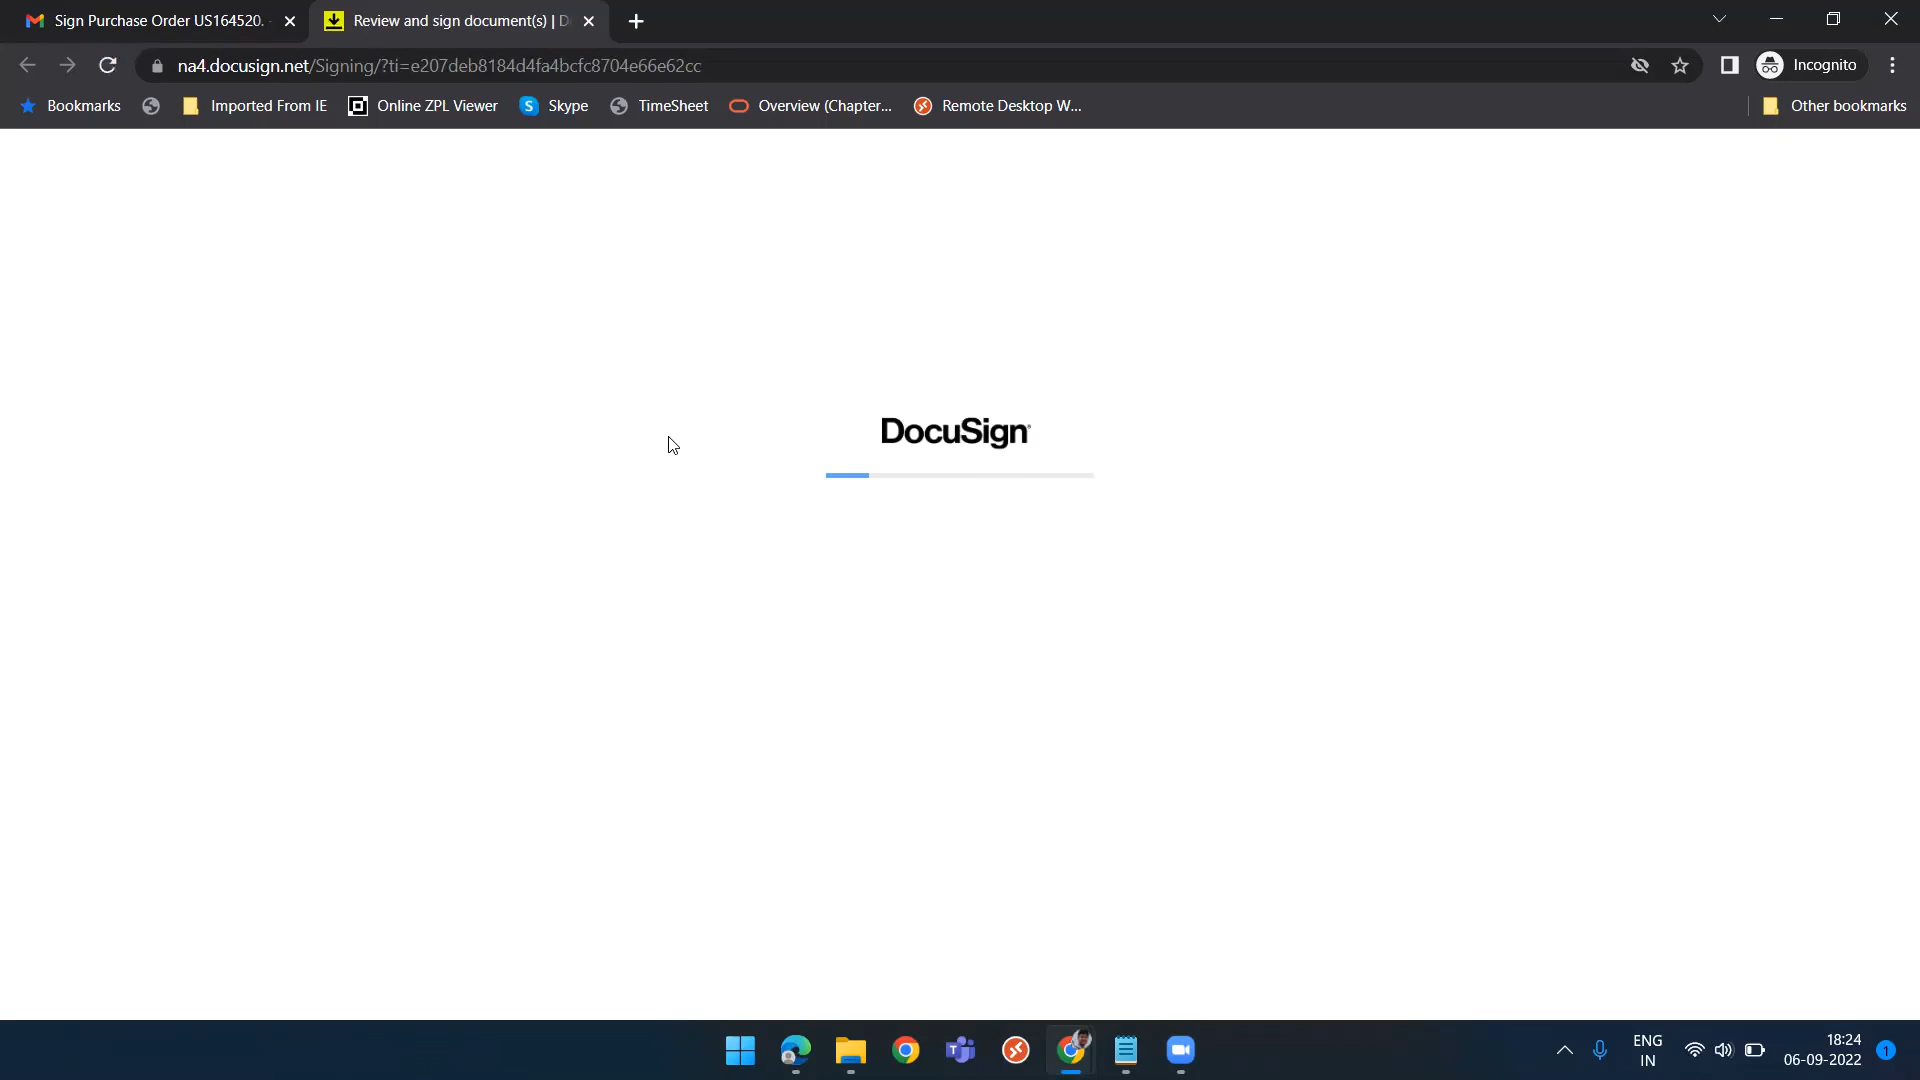 Sign Purchase Order US164520. -
Review and sign document(s) | D
na4.docusign.net/Signing/?ti=e207deb8184d4fa4bcfc8704e66e62cc
Incognito
Bookmarks
Imported From IE
Online ZPL Viewer
S
Skype
TimeSheet
Overview (Chapter...
Remote Desktop W...
Other bookmarks
DocuSign
T
ENG
IN
18:24
06-09-2022
1